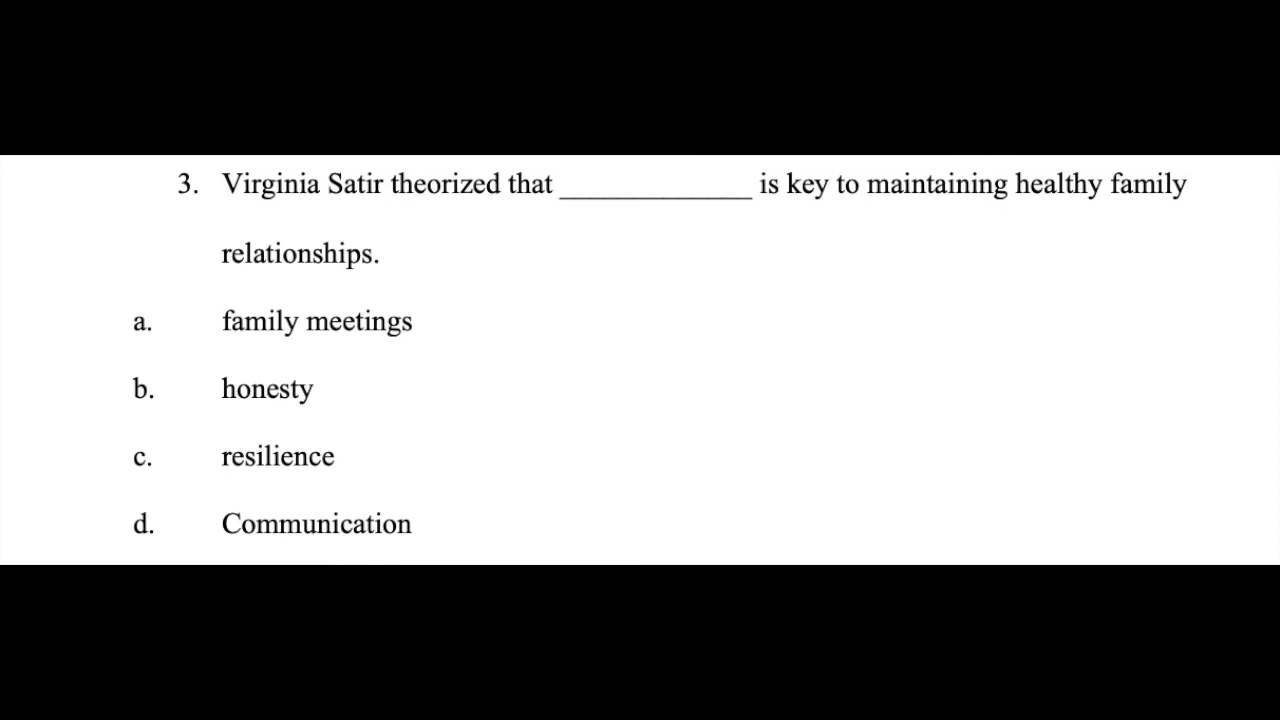 3. Virginia Satir theorized that _____________ is key to maintaining healthy family
relationships.
a. family meetings
b. honesty
c. resilience
d. Communication